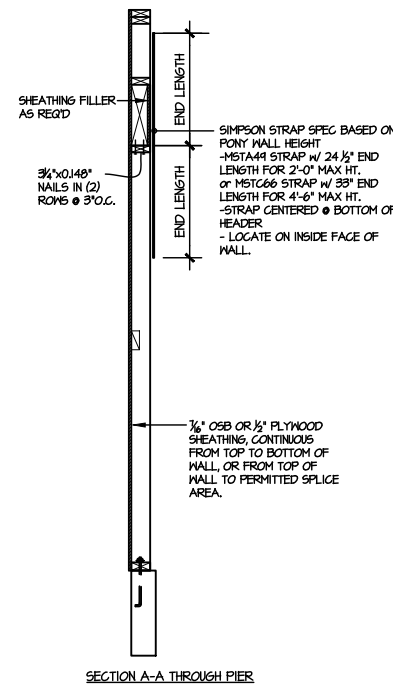 END LENGTH
SHEATHING FILLER
AS REQ'D
SIMPSON STRAP SPEC BASED ON
PONY WALL HEIGHT
-MSTA49 STRAP w/ 24 1/2" END
LENGTH FOR 2'-0" MAX HT.
or MSTC66 STRAP w/ 33" END
LENGTH FOR 4'-6" MAX HT.
-STRAP CENTERED @ BOTTOM OF
HEADER
- LOCATE ON INSIDE FACE OF
WALL.
3 1/4"x0.148"
NAILS IN (2)
ROWS @ 3"O.C.
END LENGTH
7/16" OSB OR 1/2" PLYWOOD
SHEATHING, CONTINUOUS
FROM TOP TO BOTTOM OF
WALL, OR FROM TOP OF
WALL TO PERMITTED SPLICE
AREA.
SECTION A-A THROUGH PIER